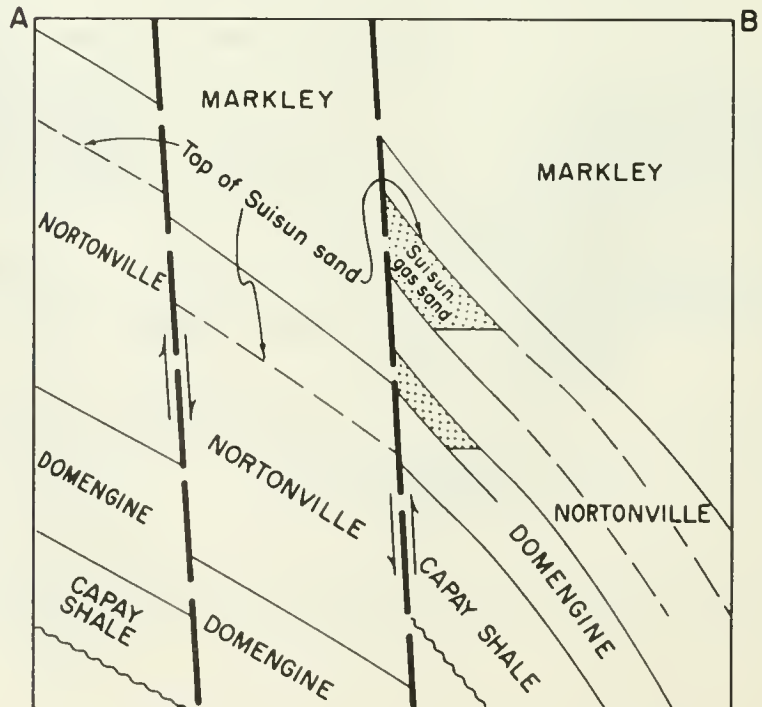 A
B
MARKLEY
MARKLEY
Top of Suisun sand
Suisun
gas sand
NORTONVILLE
NORTONVILLE
NORTONVILLE
DOMENGINE
DOMENGINE
CAPAY SHALE
CAPAY
SHALE
DOMENGINE